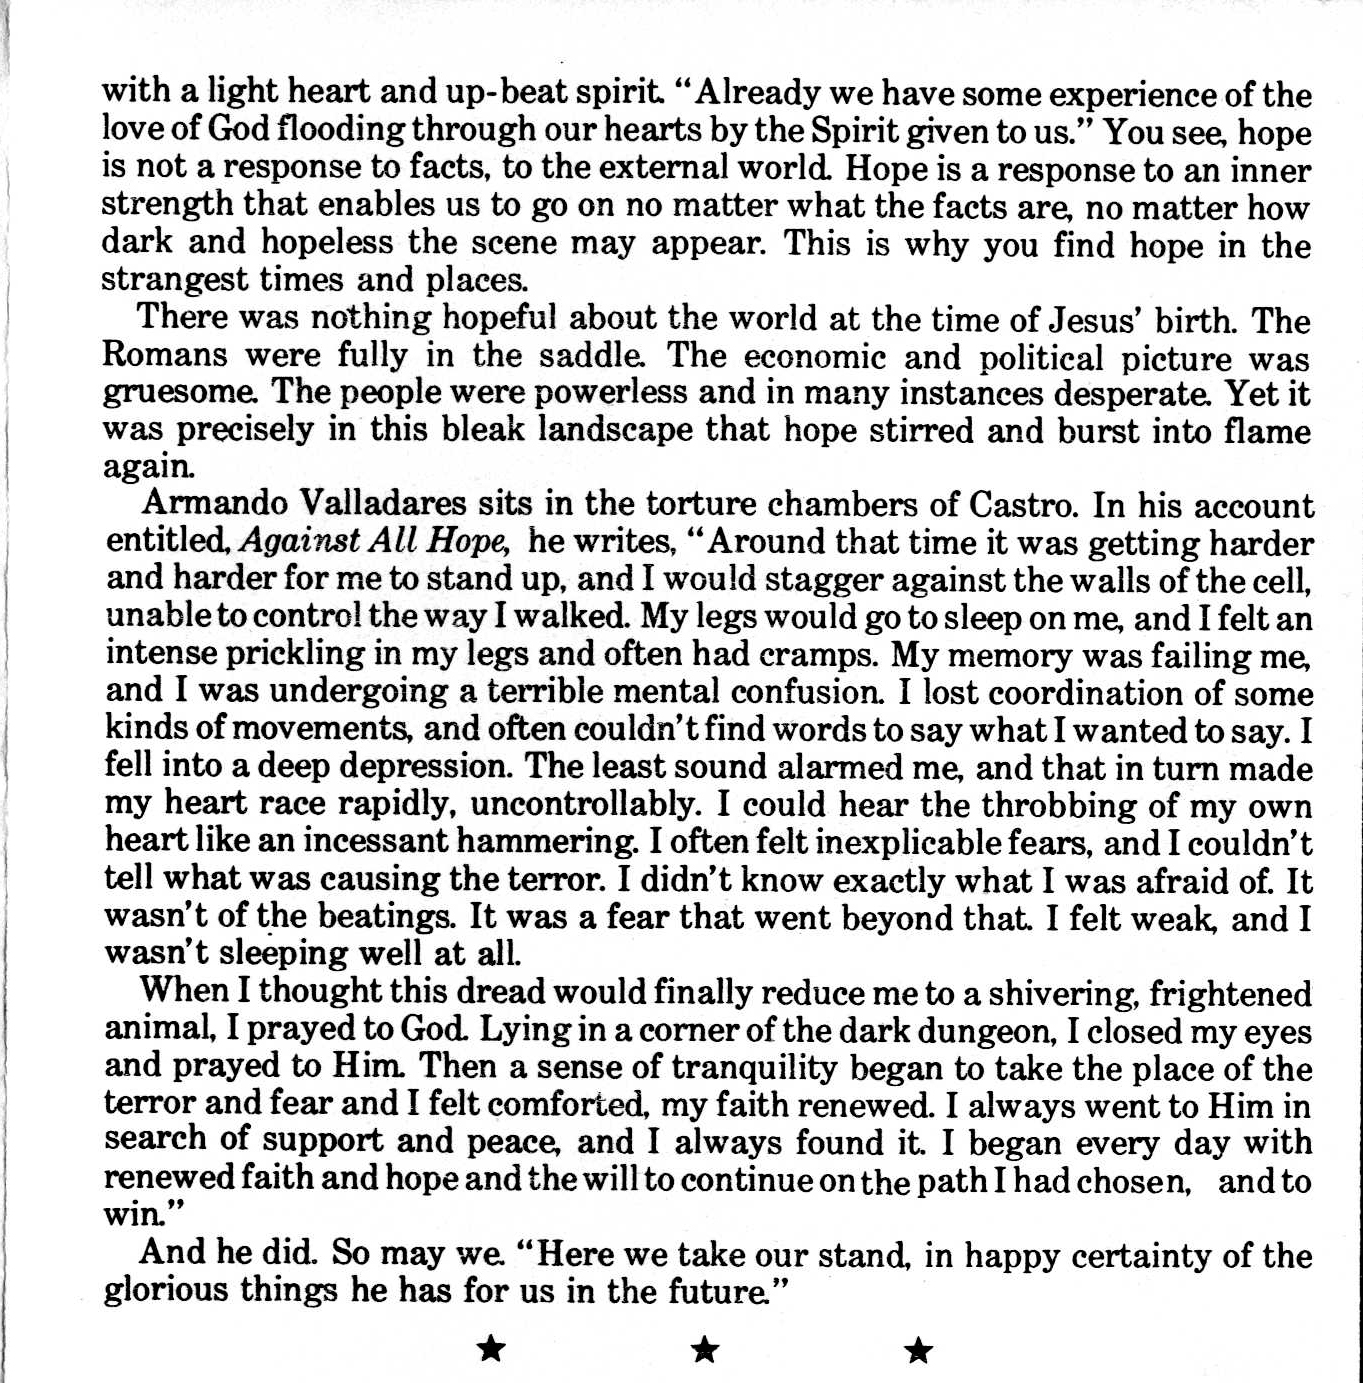 with a light heart and up-beat spirit. “Already we have some experience of the
love of God flooding through our hearts by the Spirit given to us.” You see, hope
is not a response to facts, to the external world. Hope is a response to an inner
strength that enables us to go on no matter what the facts are, no matter how
dark and hopeless the scene may appear. This is why you find hope in the
strangest times and places.
There was nothing hopeful about the world at the time of Jesus’ birth. The
Romans were fully in the saddle. The economic and political picture was
gruesome. The people were powerless and in many instances desperate. Yet it
was precisely in this bleak landscape that hope stirred and burst into flame
again.
Armando Valladares sits in the torture chambers of Castro. In his account
entitled, Against All Hope, he writes, “Around that time it was getting harder
and harder for me to stand up, and I would stagger against the walls of the cell,
unable to control the way I walked. My legs would go to sleep on me, and I felt an
intense prickling in my legs and often had cramps. My memory was failing me,
and I was undergoing a terrible mental confusion. I lost coordination of some
kinds of movements, and often couldn’t find words to say what I wanted to say. I
fell into a deep depression. The least sound alarmed me, and that in turn made
my heart race rapidly, uncontrollably. I could hear the throbbing of my own
heart like an incessant hammering. I often felt inexplicable fears, and I couldn’t
tell what was causing the terror. I didn’t know exactly what I was afraid of. It
wasn’t of the beatings. It was a fear that went beyond that. I felt weak, and I
wasn’t sleeping well at all.
When I thought this dread would finally reduce me to a shivering, frightened
animal, I prayed to God. Lying in a corner of the dark dungeon, I closed my eyes
and prayed to Him. Then a sense of tranquility began to take the place of the
terror and fear and I felt comforted, my faith renewed. I always went to Him in
search of support and peace, and I always found it. I began every day with
renewed faith and hope and the will to continue on the path I had chosen, and to
win.”
And he did. So may we. “Here we take our stand, in happy certainty of the
glorious things he has for us in the future.”
★ ★ ★